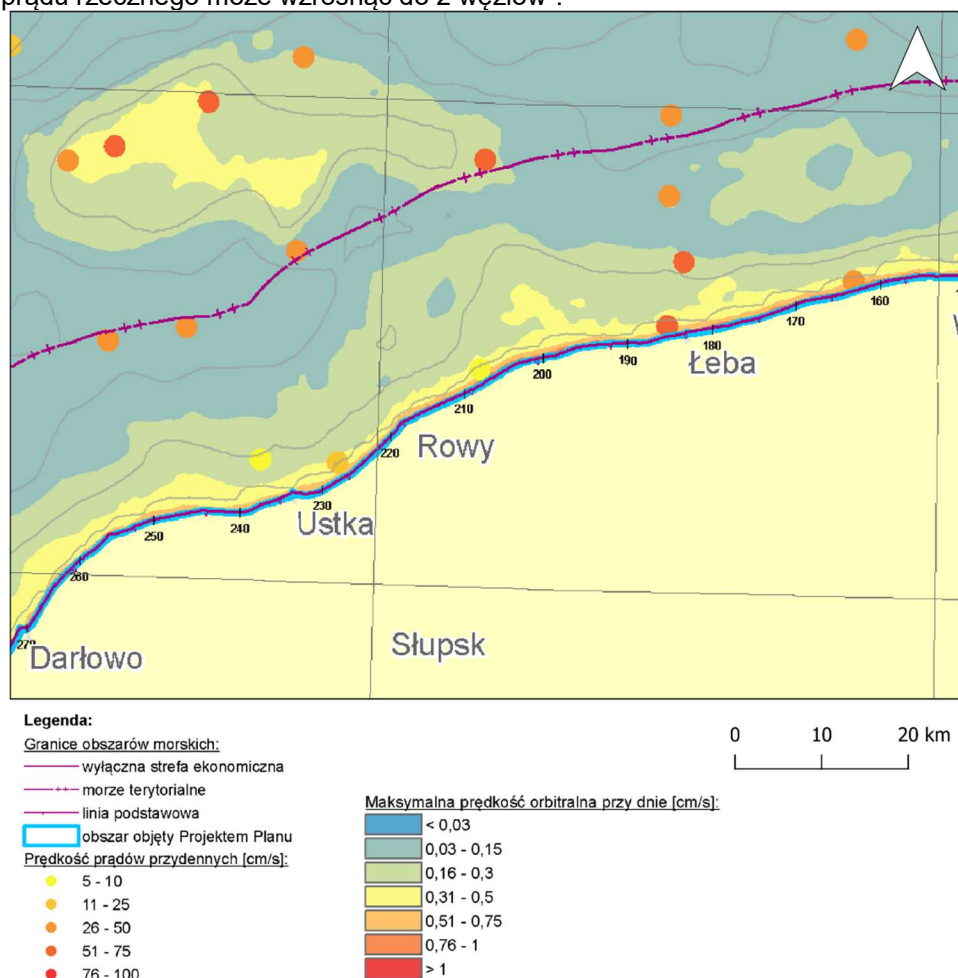 prądu rzecznego może wzrosnąć do 2 węzłów".
160
170
180
Łeba
190
200
210
Rowy
220
230
Ustka
240
250
260
270
Darłowo
Słupsk
Legenda:
Granice obszarów morskich:
wyłączna strefa ekonomiczna
morze terytorialne
linia podstawowa
obszar objęty Projektem Planu
Prędkość prądów przydennych [cm/s]:
5 - 10
11 - 25
26 - 50
51 - 75
76 - 100
0 10 20 km
Maksymalna prędkość orbitralna przy dnie [cm/s]:
< 0,03
0,03 - 0,15
0,16 - 0,3
0,31 - 0,5
0,51 - 0,75
0,76 - 1
> 1